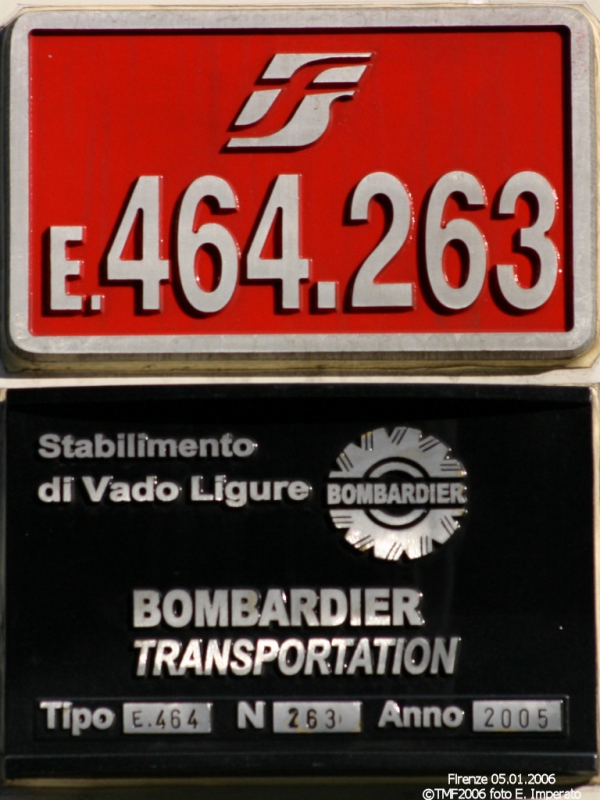 FS
E.464.263
Stabilimento
di Vado Ligure
BOMBARDIER
BOMBARDIER
TRANSPORTATION
Tipo E.464 N 263 Anno 2005
Firenze 05.01.2006
©TMF2006 foto E. Imperato